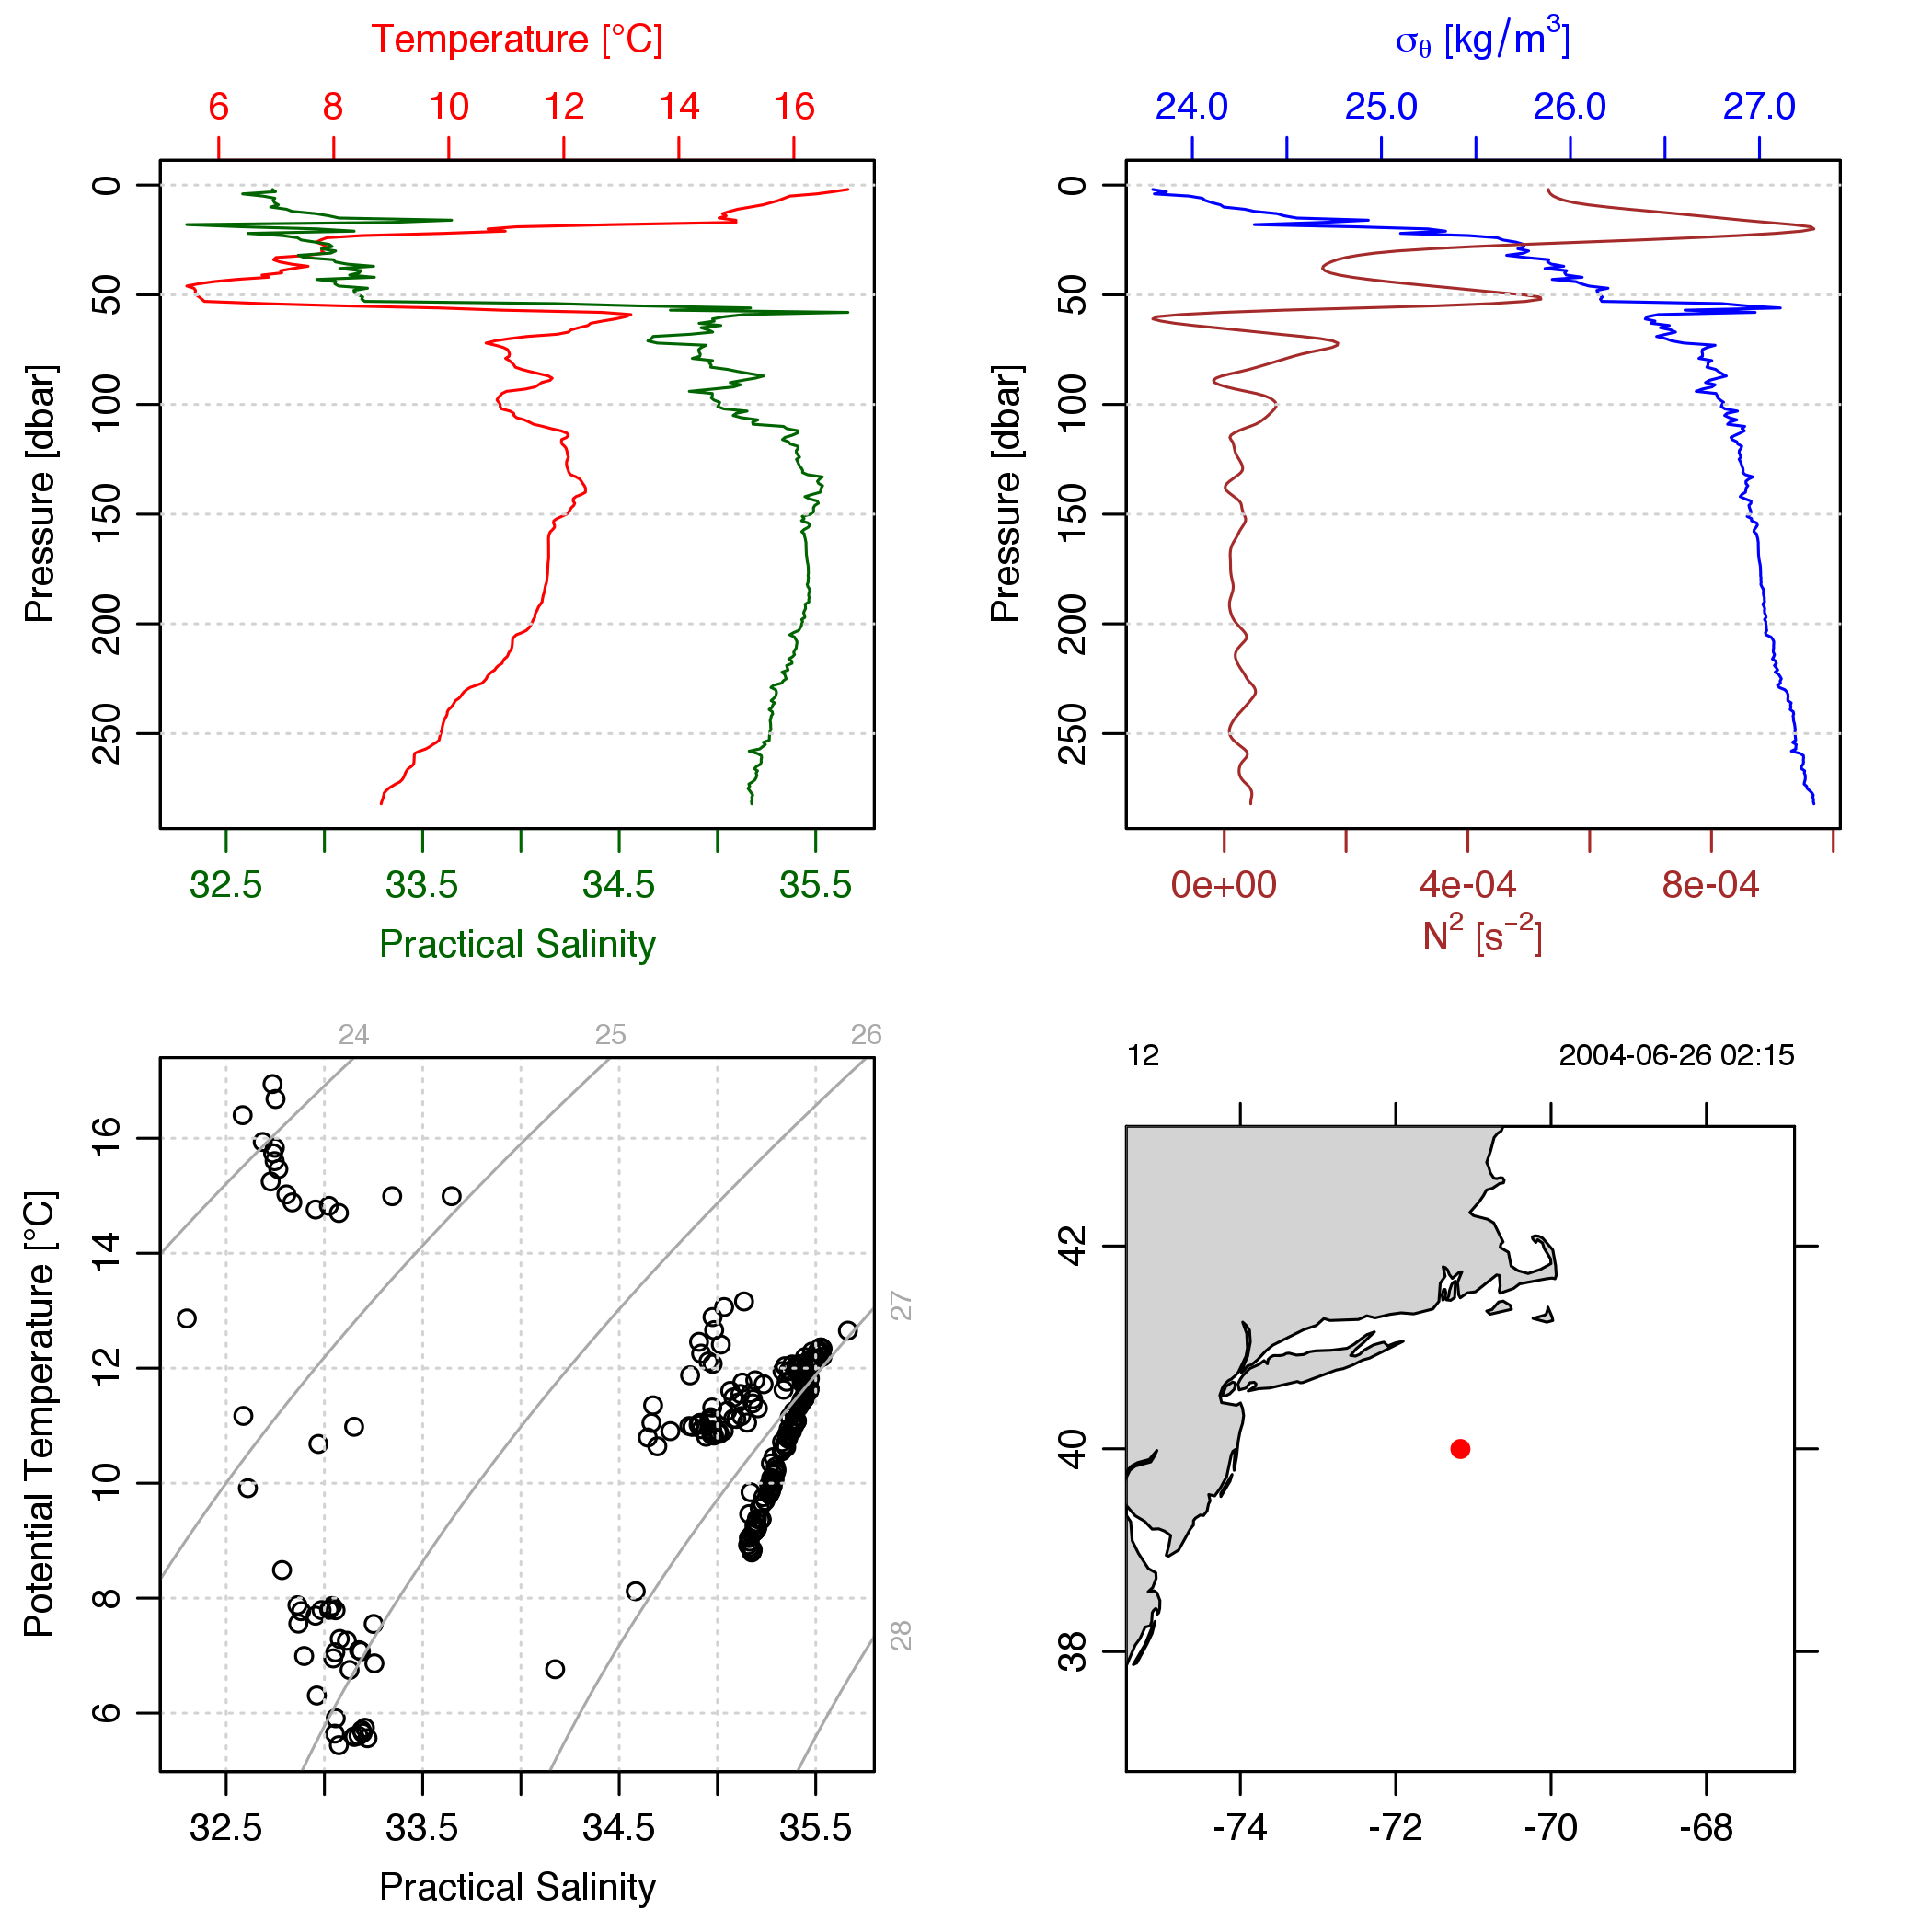 Temperature [°C]
6 8 10 12 14 16
0
50
100
150
200
250
Pressure [dbar]
32.5 33.5 34.5 35.5
Practical Salinity
σθ [kg/m³]
24.0 25.0 26.0 27.0
0
50
100
150
200
250
Pressure [dbar]
0e+00 4e-04 8e-04
N² [s⁻²]
24 25 26
27
28
16
14
12
10
8
6
Potential Temperature [°C]
32.5 33.5 34.5 35.5
Practical Salinity
12 2004-06-26 02:15
42
40
38
-74 -72 -70 -68